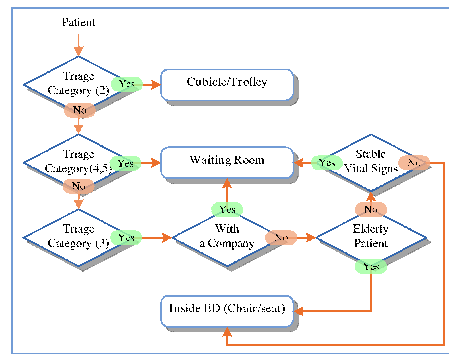 Patient
Triage
Category (2)
Yes
Cubicle/Trolley
No
Triage
Category(4,5)
Yes
Waiting Room
Yes
Stable
Vital Signs
No
No
Yes
No
Triage
Category (3)
Yes
With
a Company
No
Elderly
Patient
Yes
Inside BD (Chair/seat)